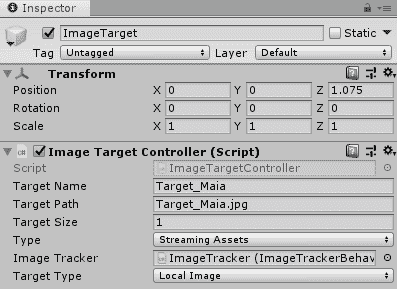 Inspector
ImageTarget Static
Tag Untagged Layer Default
Transform
Position X 0 Y 0 Z 1.075
Rotation X 0 Y 0 Z 0
Scale X 1 Y 1 Z 1
Image Target Controller (Script)
Script ImageTargetController
Target Name Target_Maia
Target Path Target_Maia.jpg
Target Size 1
Type Streaming Assets
Image Tracker ImageTracker (ImageTrackerBehav
Target Type Local Image